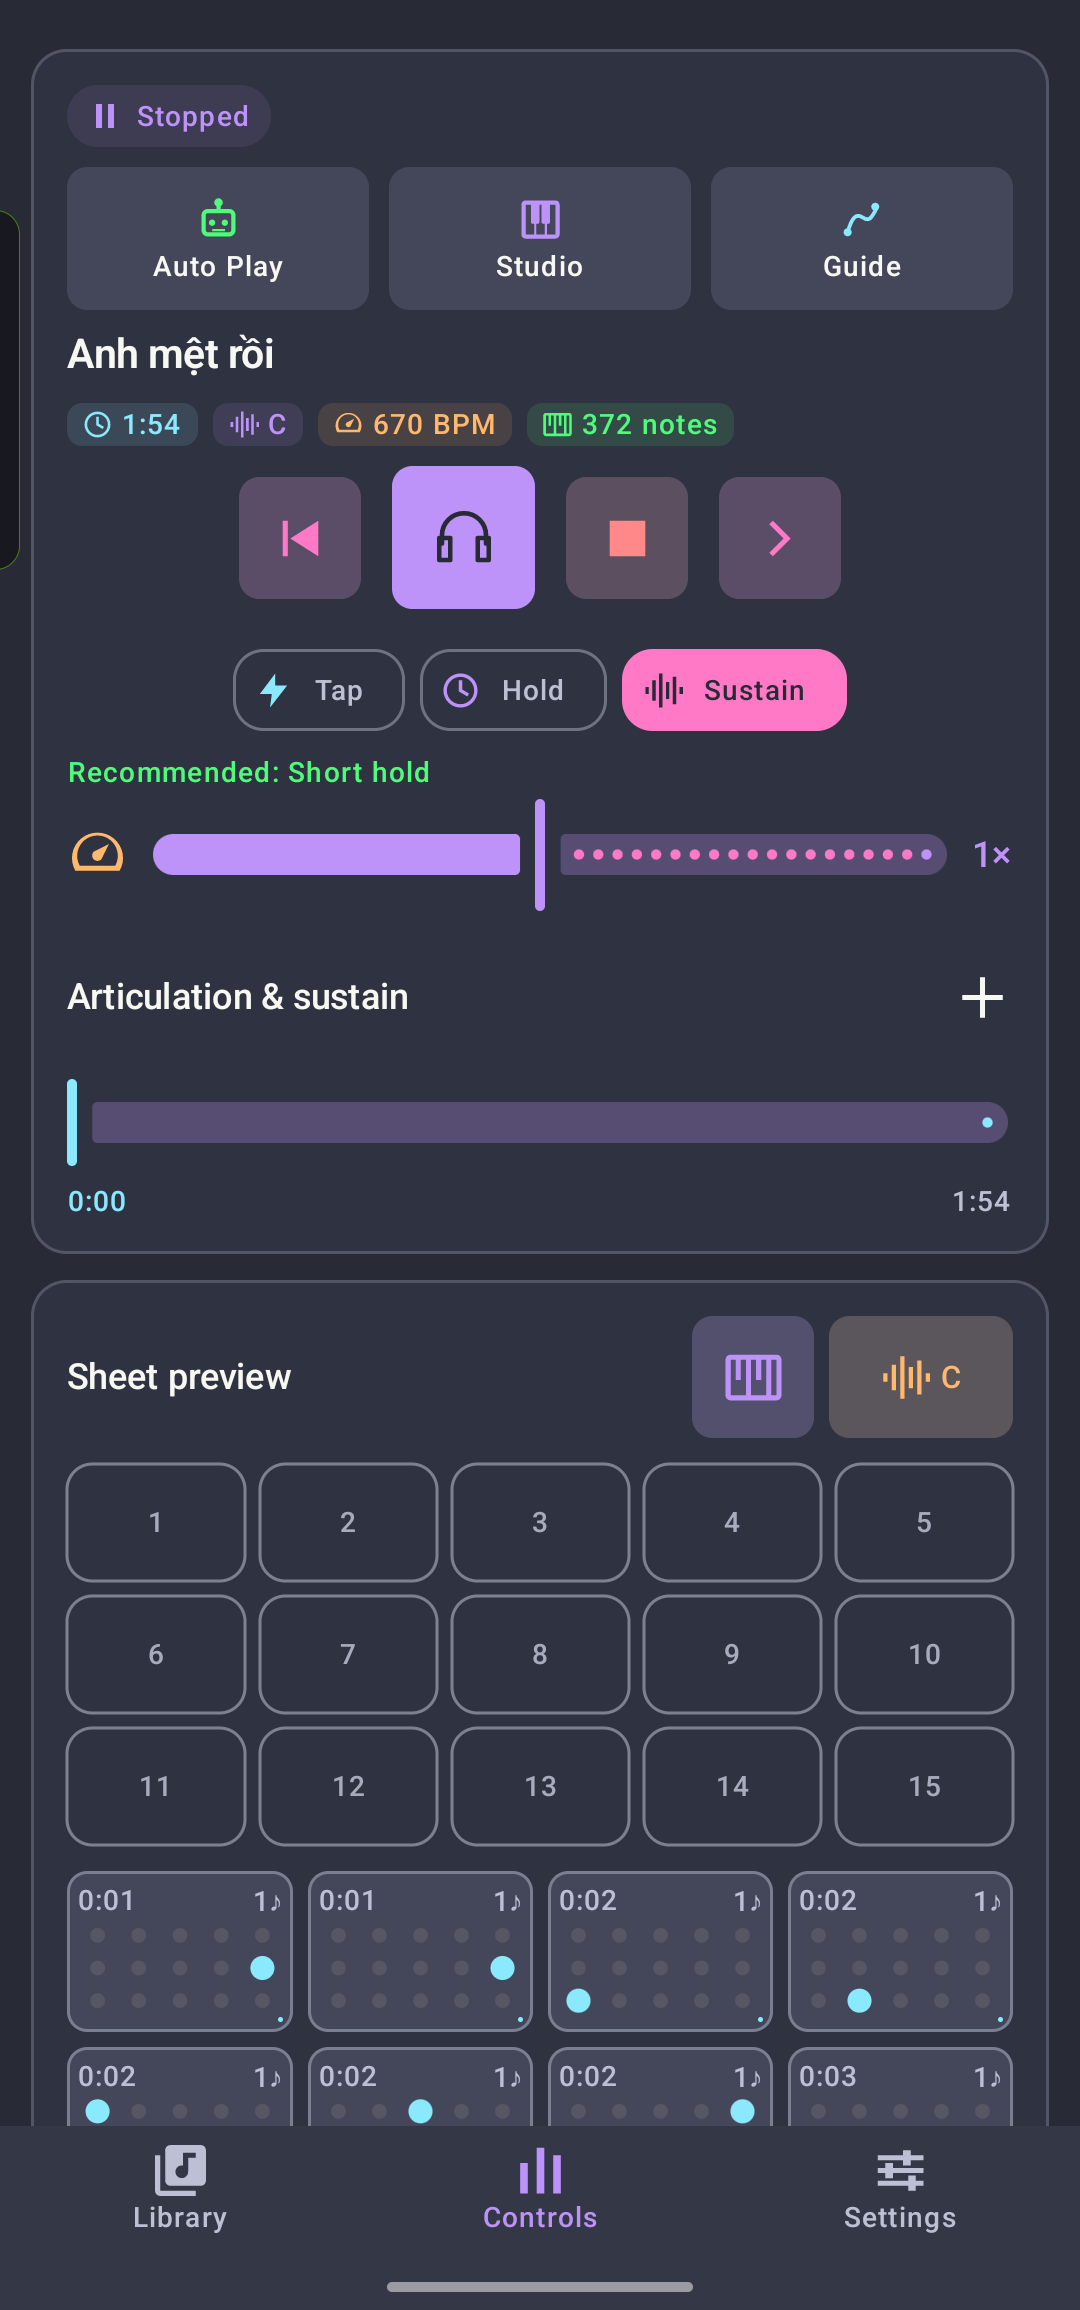 Stopped
Auto Play
Studio
Guide
Anh mệt rồi
1:54
C
670 BPM
372 notes
Tap
Hold
Sustain
Recommended: Short hold
1×
Articulation & sustain
0:00
1:54
Sheet preview
C
1 2 3 4 5
6 7 8 9 10
11 12 13 14 15
0:01 1♪
0:01 1♪
0:02 1♪
0:02 1♪
0:02 1♪
0:02 1♪
0:02 1♪
0:03 1♪
Library
Controls
Settings